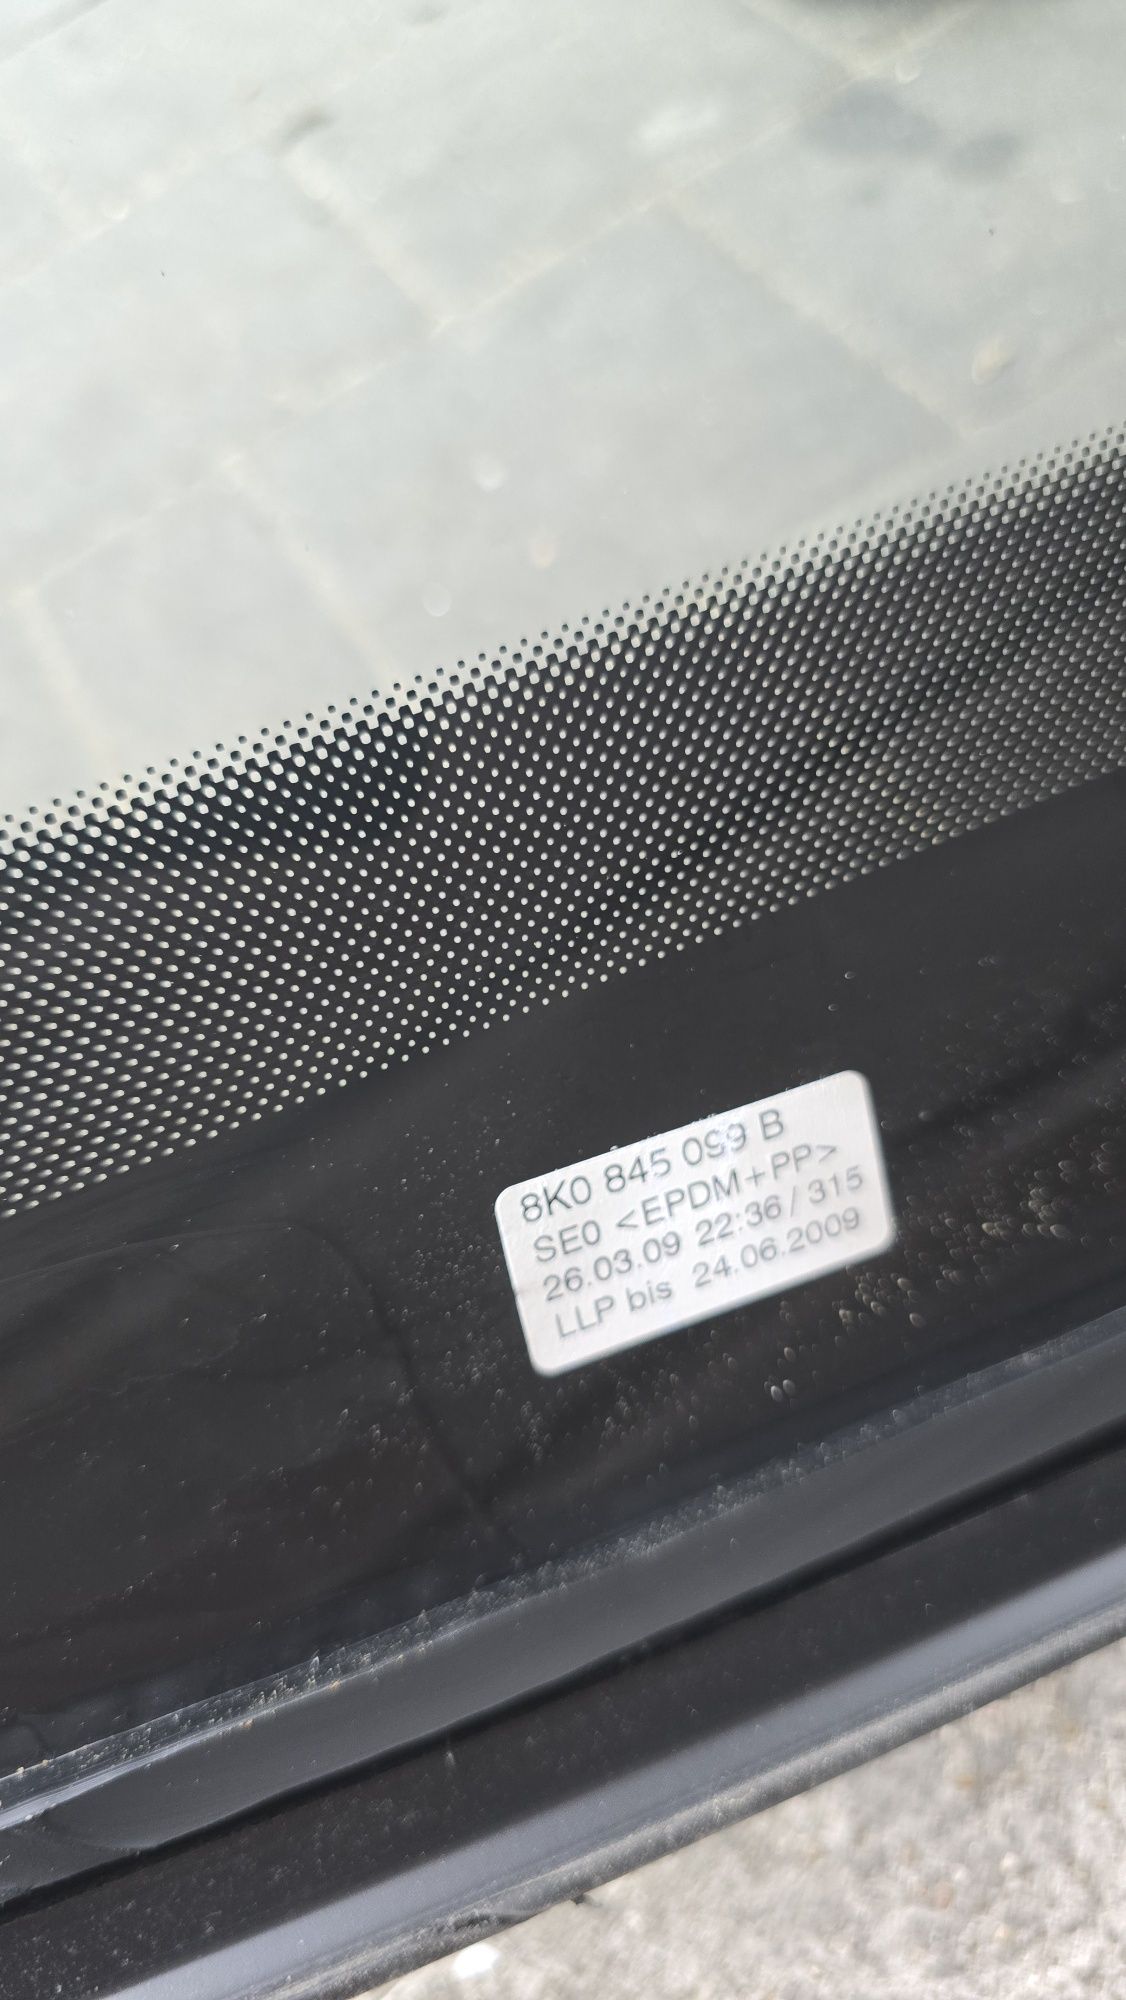 8K0 845 099 B
SE0 <EPDM+PP>
26.03.09 22:36 / 315
LLP bis 24.06.2009